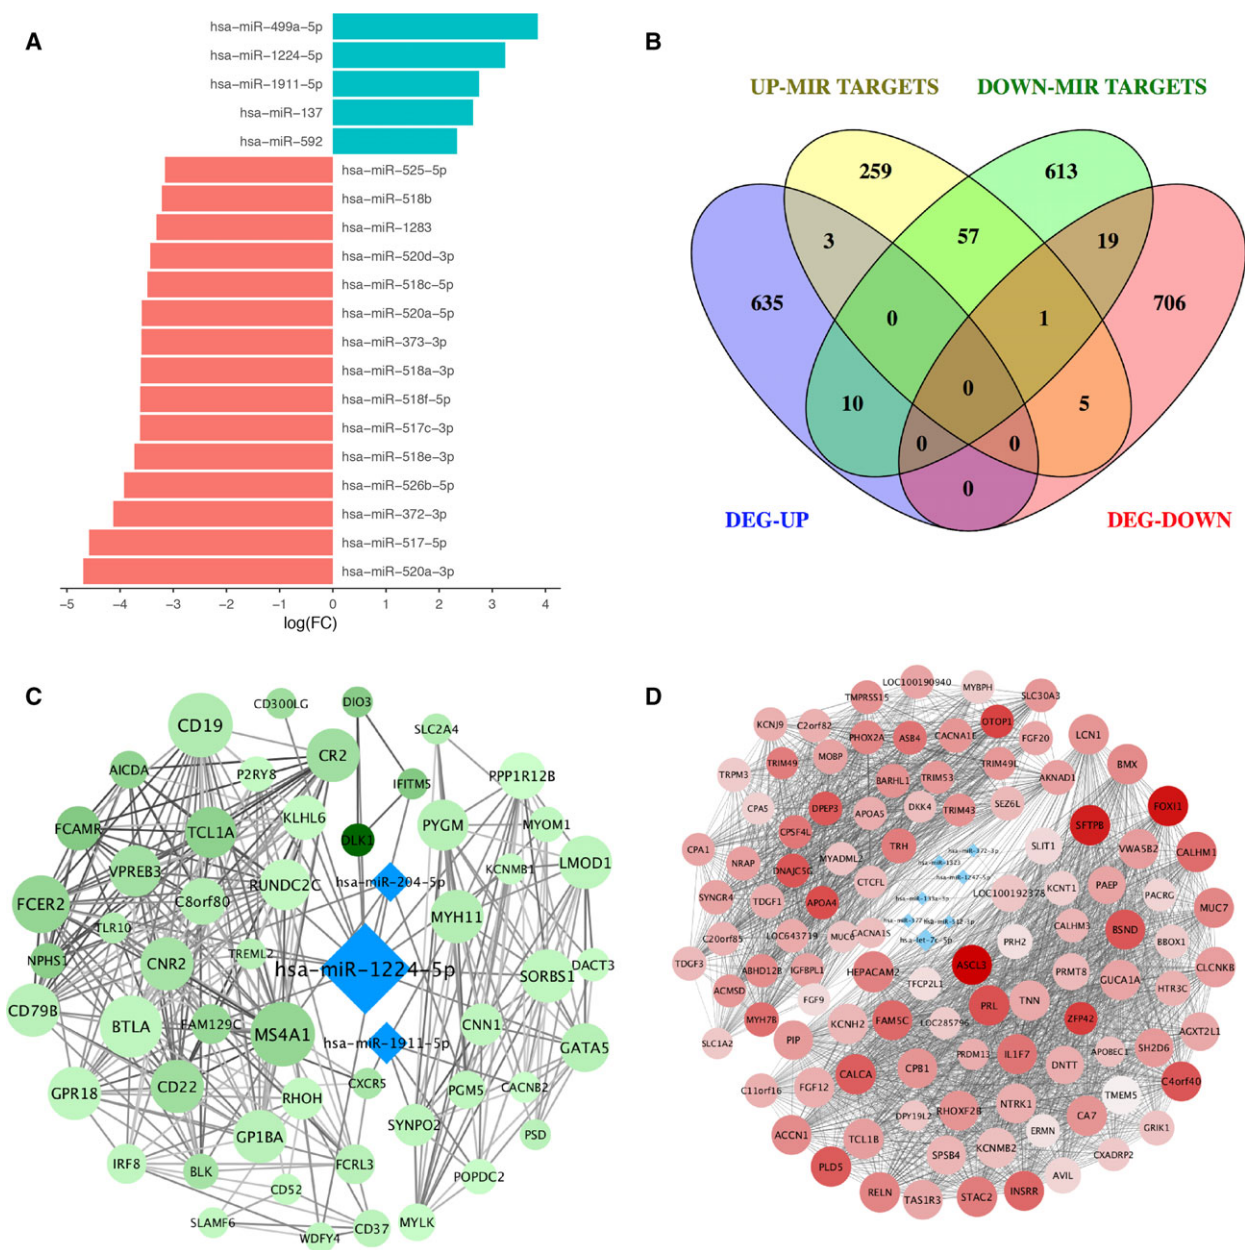 A
hsa-miR-499a-5p
hsa-miR-1224-5p
hsa-miR-1911-5p
hsa-miR-137
hsa-miR-592
hsa-miR-525-5p
hsa-miR-518b
hsa-miR-1283
hsa-miR-520d-3p
hsa-miR-518c-5p
hsa-miR-520a-5p
hsa-miR-373-3p
hsa-miR-518a-3p
hsa-miR-518f-5p
hsa-miR-517c-3p
hsa-miR-518e-3p
hsa-miR-526b-5p
hsa-miR-372-3p
hsa-miR-517-5p
hsa-miR-520a-3p
-5 -4 -3 -2 -1 0 1 2 3 4
log(FC)
B
UP-MIR TARGETS DOWN-MIR TARGETS
259 613
3 57 19
635 706
0 1
0
10 5
0 0
0
DEG-UP DEG-DOWN
C
CD19
CD300LG
DIO3
SLC2A4
CR2
AICDA
P2RY8
IFITM5
PPP1R12B
FCAMR
TCL1A
KLHL6
DLK1
PYGM
MYOM1
VPREB3
RUNDC2C
hsa-miR-204-5p
KCNMB1
LMOD1
FCER2
C8orf80
MYH11
TLR10
NPHS1
CNR2
TREML2
hsa-miR-1224-5p
SORBS1
DACT3
CD79B
BTLA
FAM129C
MS4A1
hsa-miR-1911-5p
CNN1
GATA5
GPR18
CD22
RHOH
CXCR5
PGM5
CACNB2
GP1BA
SYNPO2
PSD
IRF8
BLK
FCRL3
POPDC2
CD52
SLAMF6
WDFY4
CD37
MYLK
D
LOC100190940
TMPRSS15
MYBPH
SLC30A3
KCNJ9
C2orf82
PHOX2A
ASB4
CACNA1E
OTOP1
FGF20
LCN1
TRIM49
MOBP
TRIM49L
BMX
TRPM3
BARHL1
TRIM53
AKNAD1
CPA5
DPEP3
APOA5
DKK4
TRIM43
SEZ6L
FOXI1
CPSF4L
SFTPB
CPA1
NRAP
MYADML2
TRH
hsa-miR-372-3p
SLIT1
VWA5B2
CALHM1
DNAJC5G
CTCFL
hsa-miR-1247-5p
SYNGR4
TDGF1
APOA4
LOC100192378
KCNT1
PAEP
PACRG
MUC7
C20orf85
LOC643719
MUC6
CACNA1S
CALHM3
BSND
BBOX1
hsa-let-7c-5p
PRH2
TDGF3
ABHD12B
IGFBPL1
HEPACAM2
ASCL3
PRMT8
GUCA1A
HTR3C
CLCNKB
ACMSD
TFCP2L1
FGF9
MYH7B
KCNH2
FAM5C
PRL
TNN
ZFP42
AGXT2L1
SLC1A2
PIP
LOC285796
PRDM13
IL1F7
APOBEC1
SH2D6
CALCA
CPB1
DNTT
C4orf40
C11orf16
FGF12
TMEM5
DPY19L2
RHOXF2B
NTRK1
CA7
GRIK1
ACCN1
TCL1B
ERMN
SPSB4
KCNMB2
CXADRP2
PLD5
AVIL
RELN
TAS1R3
STAC2
INSRR